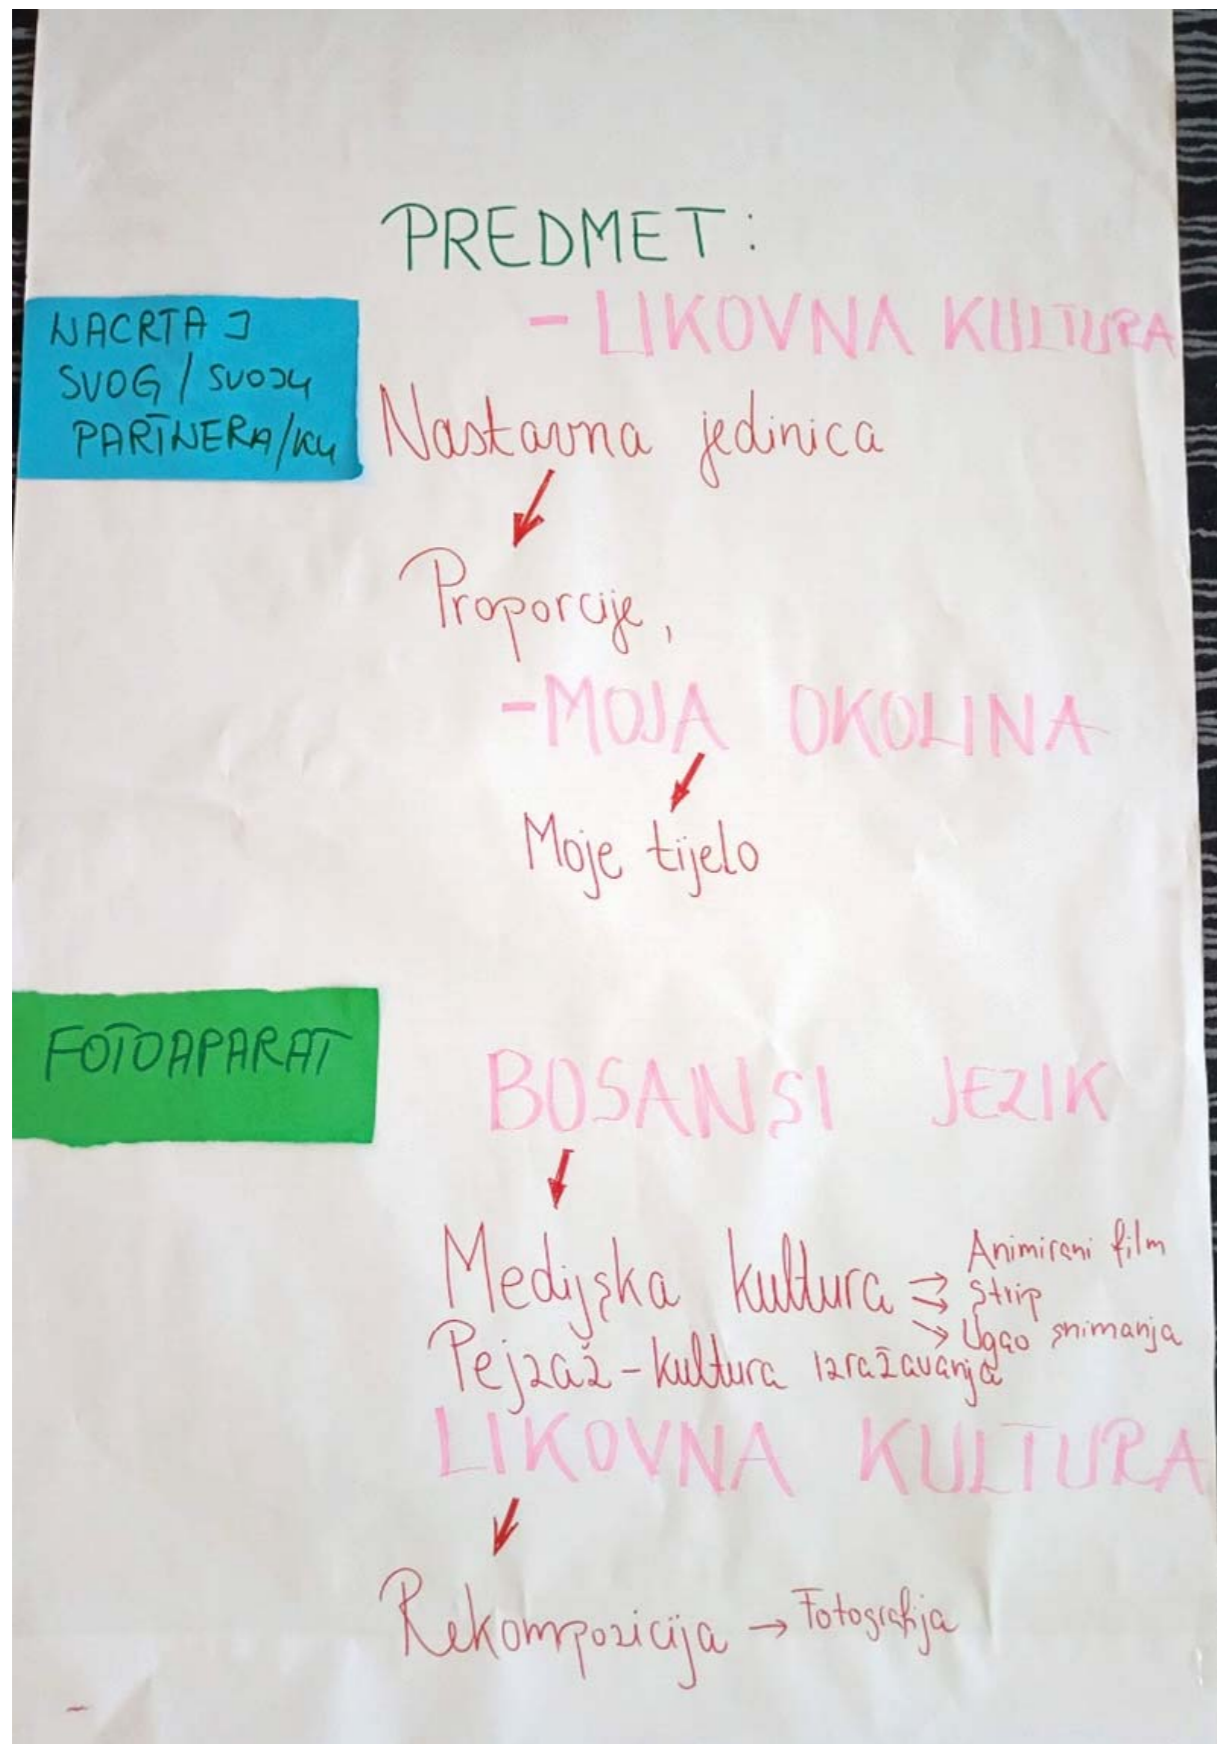 PREDMET:
- LIKOVNA KULTURA
NACRTAJ
SVOG / SVOJU
PARTNERA/KU
Nastavna jedinica
Proporcije,
- MOJA OKOLINA
Moje tijelo
FOTOAPARAT
BOSANSI JEZIK
Medijska kultura → Animirani film
→ Strip
→ Ugao snimanja
Pejzaž - kultura izražavanja
LIKOVNA KULTURA
Rekompozicija → Fotografija